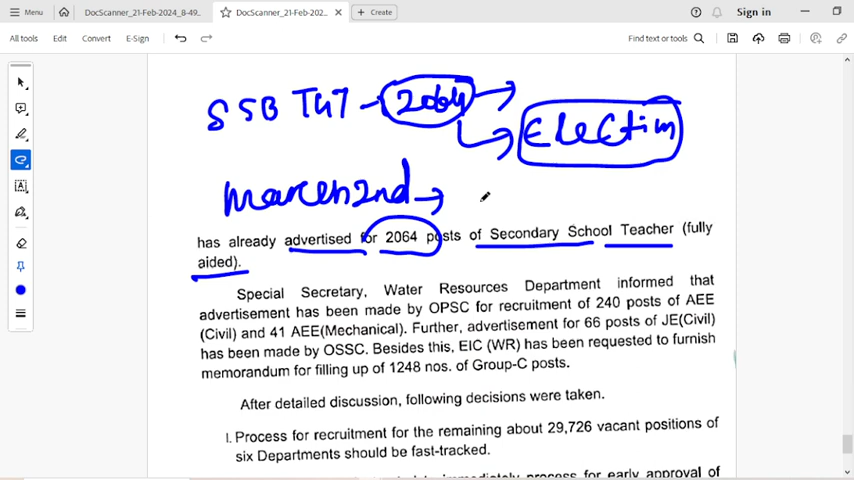 Menu DocScanner_21-Feb-2024_8-49... DocScanner_21-Feb-202... Create Sign in
All tools Edit Convert E-Sign Find text or tools
SSB TGT - 2064
Election
March 2nd
has already advertised for 2064 posts of Secondary School Teacher (fully
aided).
Special Secretary, Water Resources Department informed that
advertisement has been made by OPSC for recruitment of 240 posts of AEE
(Civil) and 41 AEE(Mechanical). Further, advertisement for 66 posts of JE(Civil)
has been made by OSSC. Besides this, EIC (WR) has been requested to furnish
memorandum for filling up of 1248 nos. of Group-C posts.
After detailed discussion, following decisions were taken.
I. Process for recruitment for the remaining about 29,726 vacant positions of
six Departments should be fast-tracked.
immediately process for early approval of